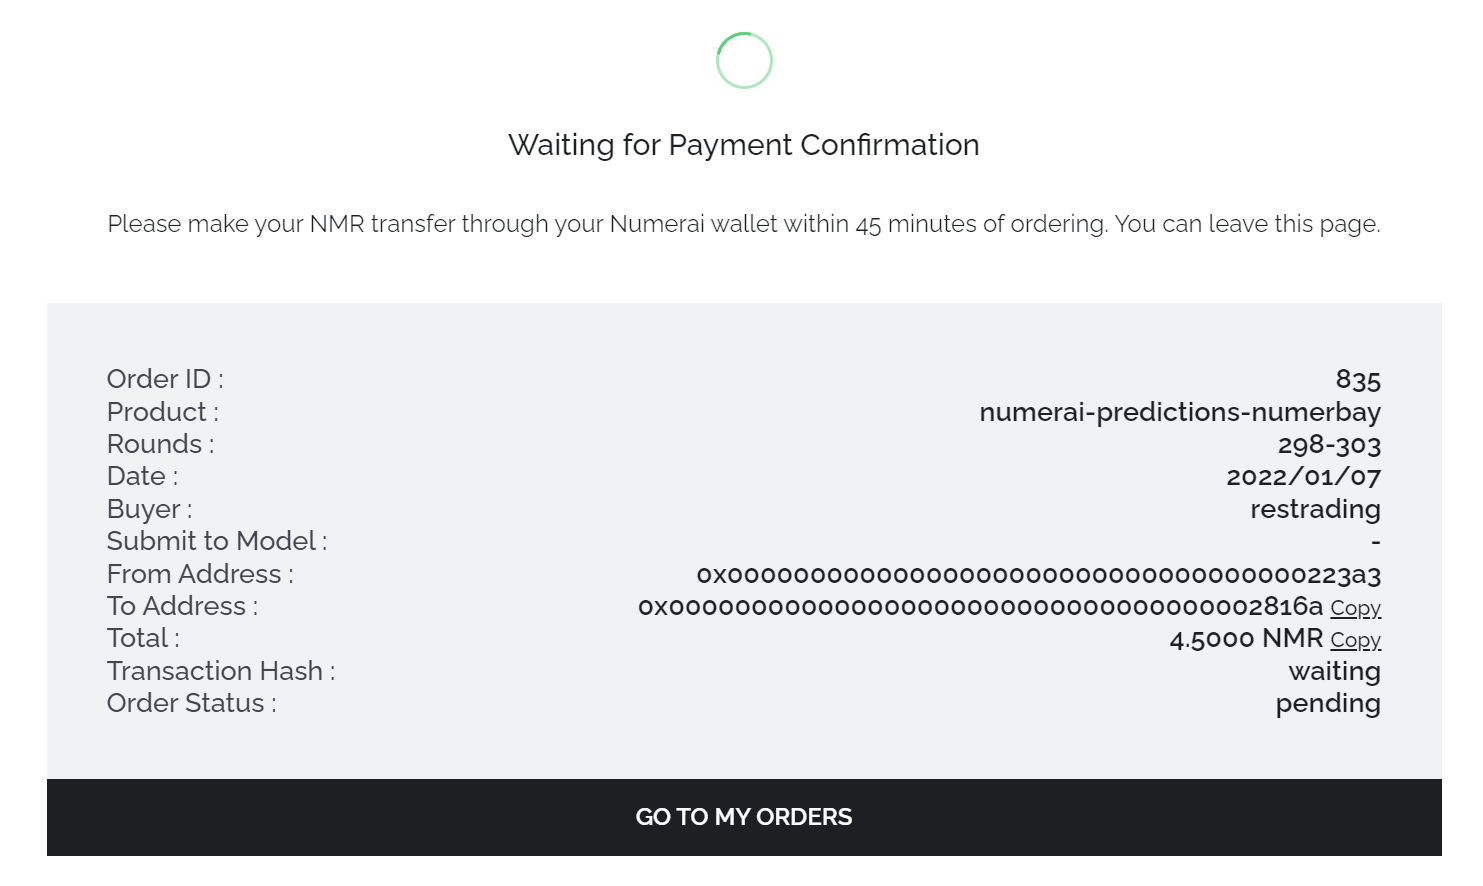 Waiting for Payment Confirmation
Please make your NMR transfer through your Numerai wallet within 45 minutes of ordering. You can leave this page.
Order ID : 835
Product : numerai-predictions-numerbay
Rounds : 298-303
Date : 2022/01/07
Buyer : restrading
Submit to Model : -
From Address : 0x00000000000000000000000000000000000223a3
To Address : 0x000000000000000000000000000000000002816a Copy
Total : 4.5000 NMR Copy
Transaction Hash : waiting
Order Status : pending
GO TO MY ORDERS